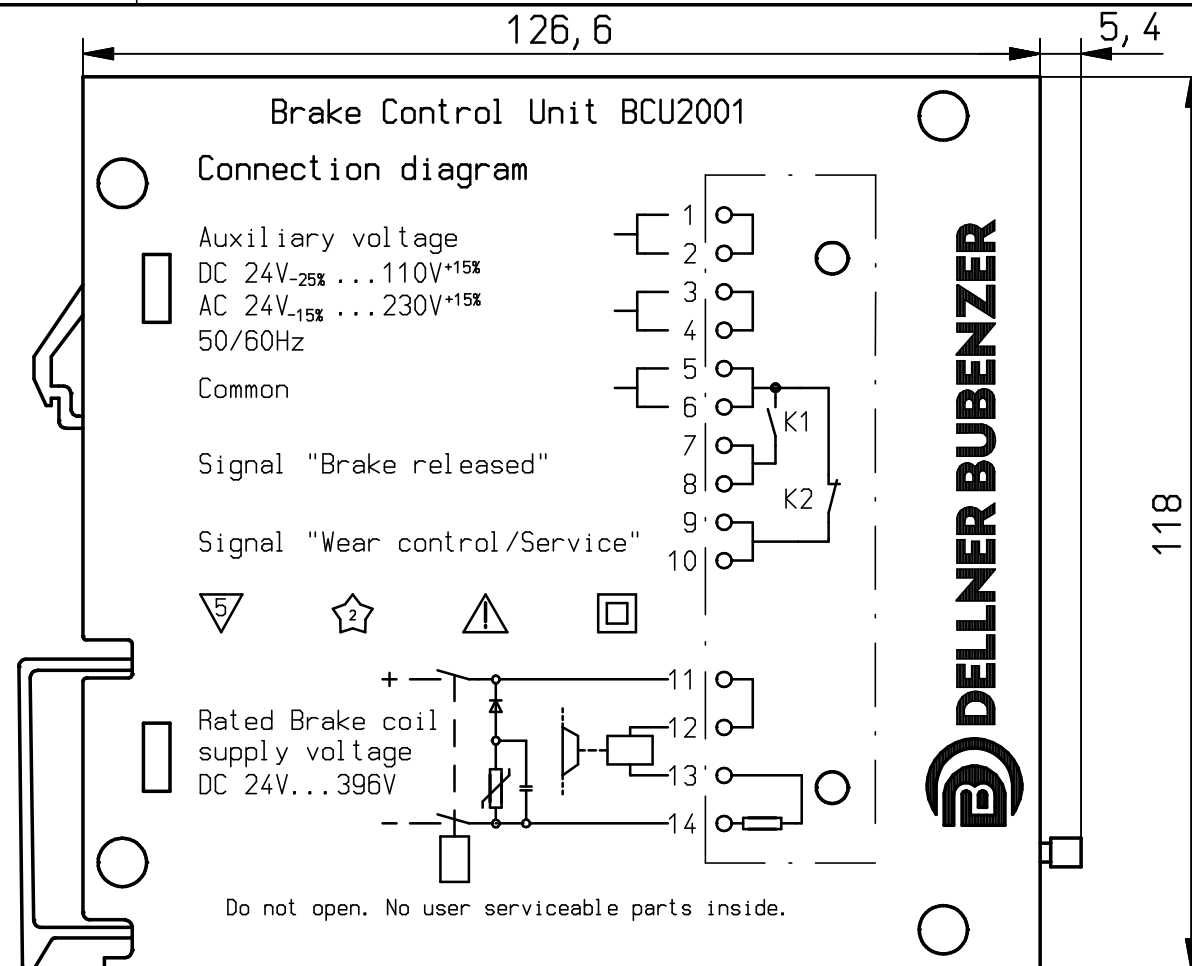 126,6
5,4
Brake Control Unit BCU2001
Connection diagram
1
Auxiliary voltage
2
DC 24V-25% ...110V+15%
3
AC 24V-15% ...230V+15%
4
50/60Hz
5
Common
6
K1
7
Signal "Brake released"
8
K2
9
Signal "Wear control/Service"
10
118
DELLNER BUBENZER
5
2
!
+
11
Rated Brake coil
12
supply voltage
13
DC 24V...396V
-
14
B
Do not open. No user serviceable parts inside.